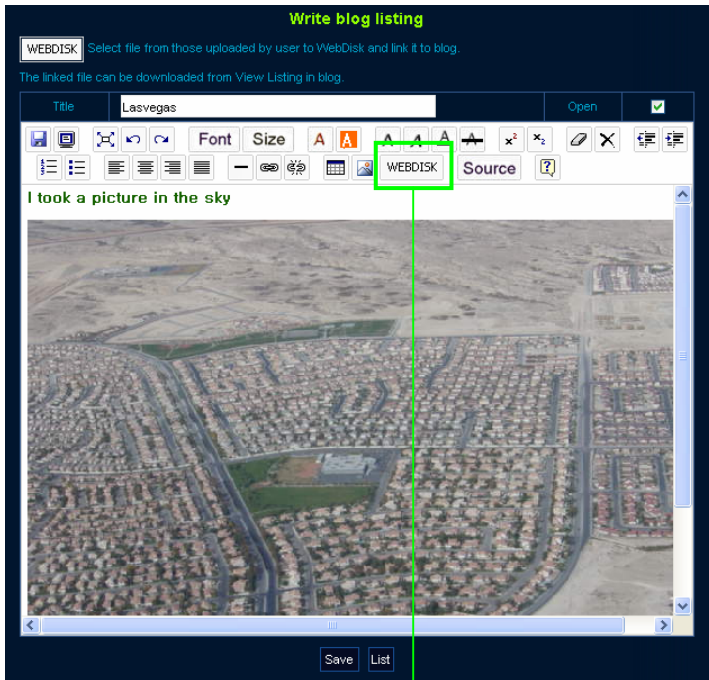 Write blog listing
WEBDISK Select file from those uploaded by user to WebDisk and link it to blog.
The linked file can be downloaded from View Listing in blog.
Title Lasvegas Open
Font Size A A A A A A x² x₂
WEBDISK Source ?
I took a picture in the sky
Save List